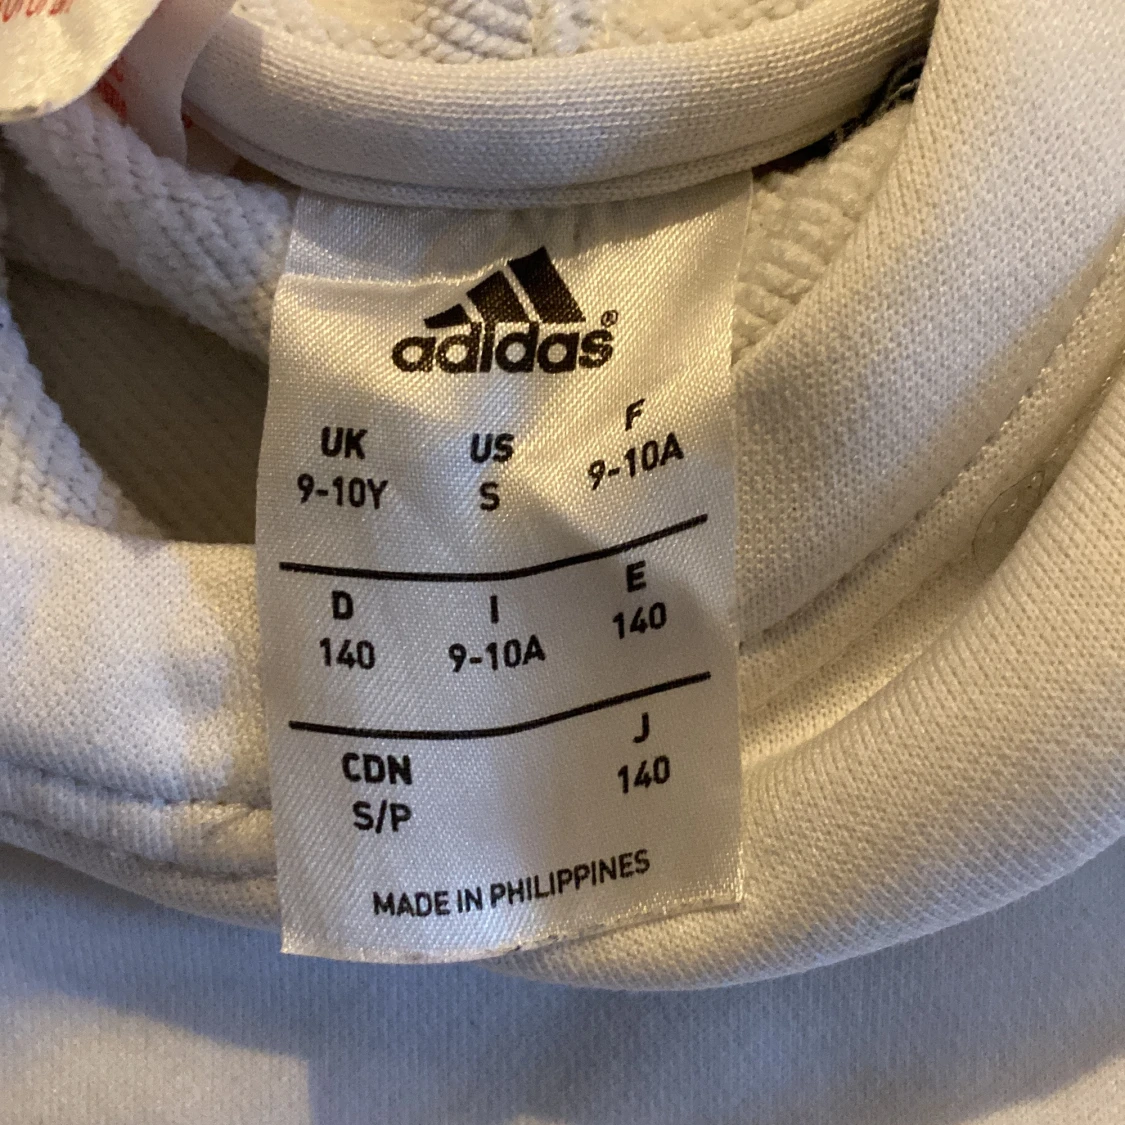 adidas®
UK US F
9-10Y S 9-10A
D I E
140 9-10A 140
CDN J
S/P 140
MADE IN PHILIPPINES